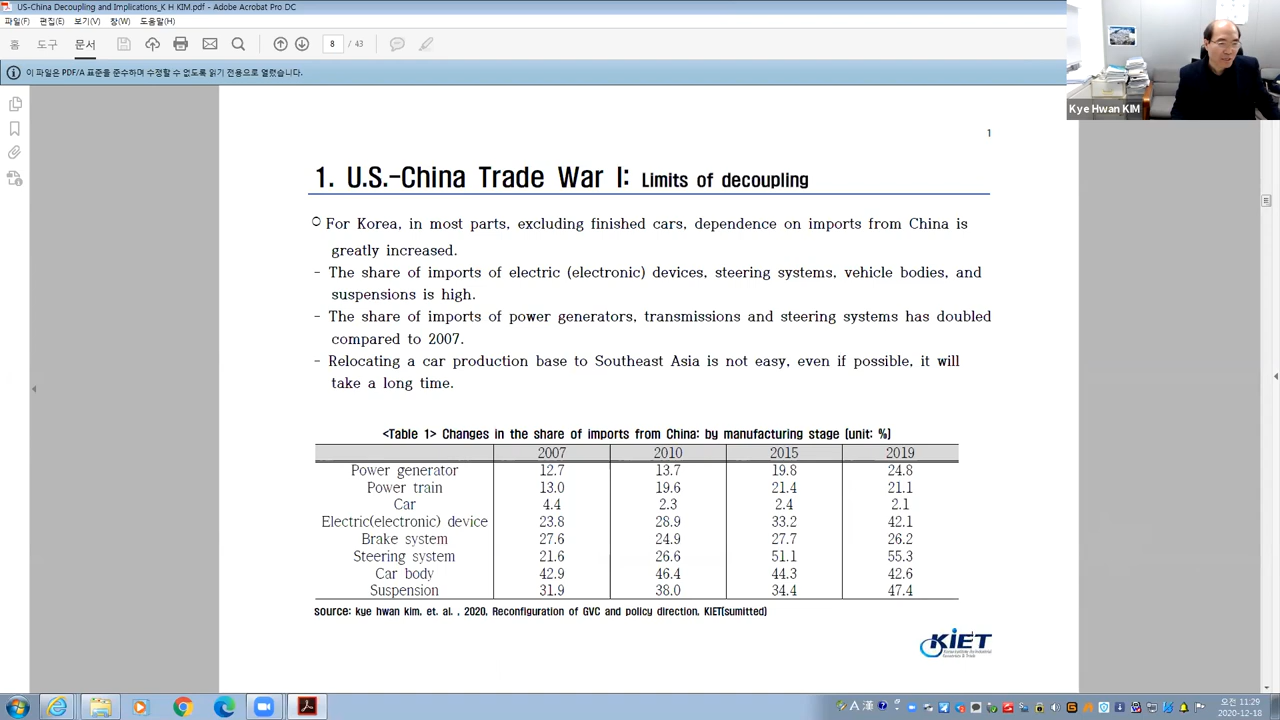 US-China Decoupling and Implications_K H KIM.pdf - Adobe Acrobat Pro DC
파일(F) 편집(E) 보기(V) 창(W) 도움말(H)
홈 도구 문서 8 / 43
이 파일은 PDF/A 표준을 준수하며 수정할 수 없도록 읽기 전용으로 열렸습니다.
Kye Hwan KIM
1
1. U.S.-China Trade War Ⅰ: Limits of decoupling
○ For Korea, in most parts, excluding finished cars, dependence on imports from China is
greatly increased.
- The share of imports of electric (electronic) devices, steering systems, vehicle bodies, and
suspensions is high.
- The share of imports of power generators, transmissions and steering systems has doubled
compared to 2007.
- Relocating a car production base to Southeast Asia is not easy, even if possible, it will
take a long time.
<Table 1> Changes in the share of imports from China: by manufacturing stage (unit: %)
2007 2010 2015 2019
Power generator 12.7 13.7 19.8 24.8
Power train 13.0 19.6 21.4 21.1
Car 4.4 2.3 2.4 2.1
Electric(electronic) device 23.8 28.9 33.2 42.1
Brake system 27.6 24.9 27.7 26.2
Steering system 21.6 26.6 51.1 55.3
Car body 42.9 46.4 44.3 42.6
Suspension 31.9 38.0 34.4 47.4
source: kye hwan kim, et. al. , 2020, Reconfiguration of GVC and policy direction, KIET(sumitted)
KIET
A 漢
오전 11:29
2020-12-18